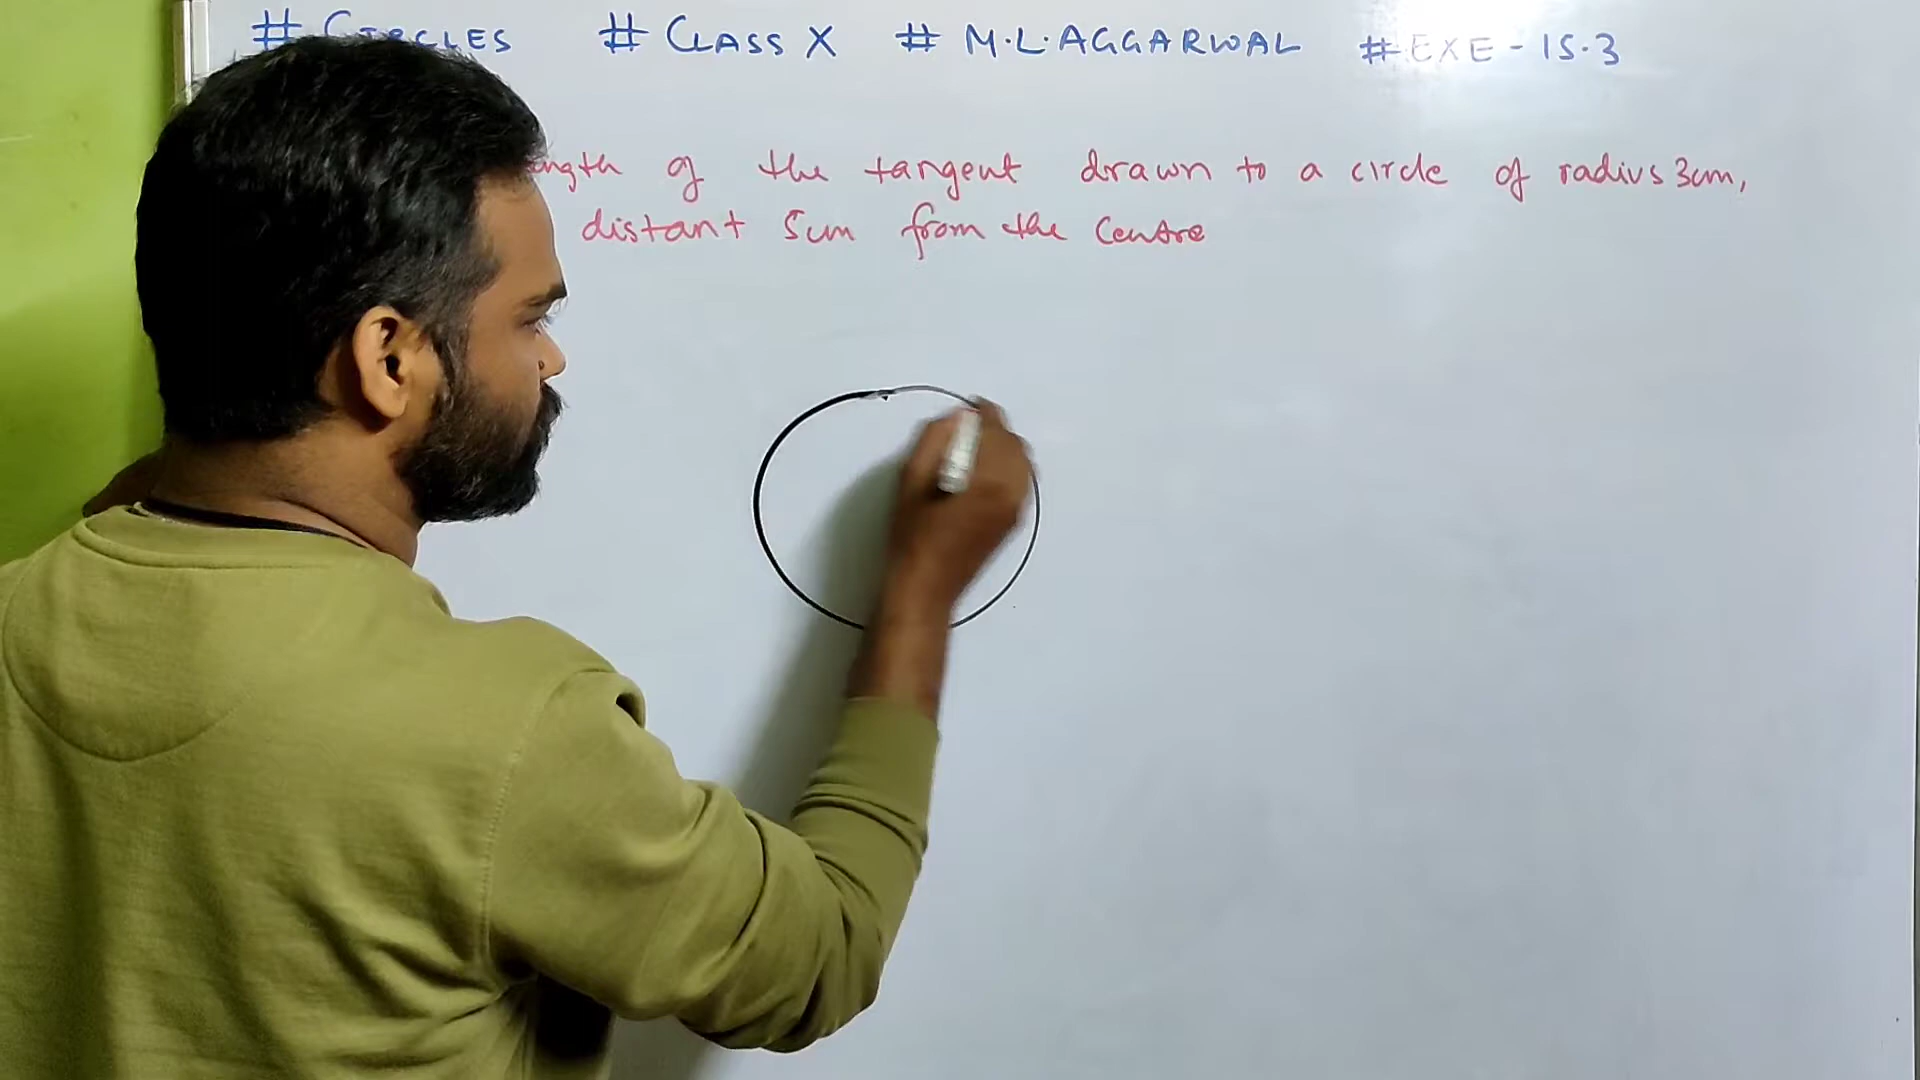 # CIRCLES # CLASS X # M.L.AGGARWAL # EXE - 15.3
of the tangent drawn to a circle of radius 3cm,
distant 5cm from the centre